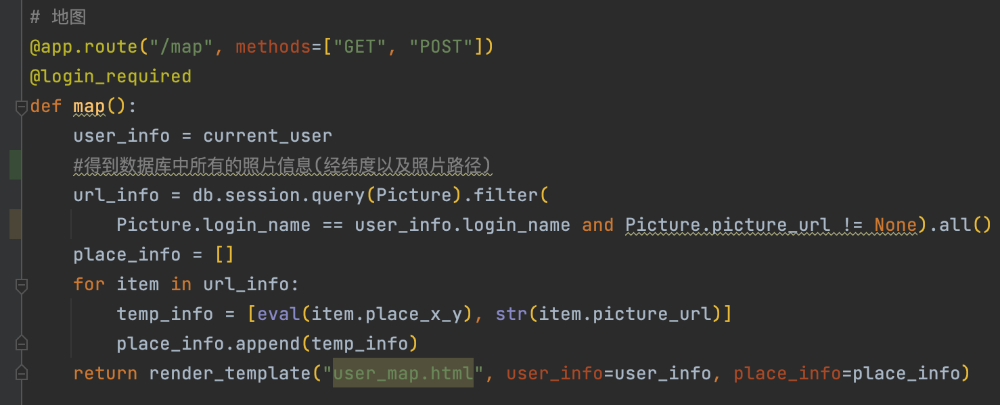 # 地图
@app.route("/map", methods=["GET", "POST"])
@login_required
def map():
    user_info = current_user
    #得到数据库中所有的照片信息(经纬度以及照片路径)
    url_info = db.session.query(Picture).filter(
        Picture.login_name == user_info.login_name and Picture.picture_url != None).all()
    place_info = []
    for item in url_info:
        temp_info = [eval(item.place_x_y), str(item.picture_url)]
        place_info.append(temp_info)
    return render_template("user_map.html", user_info=user_info, place_info=place_info)